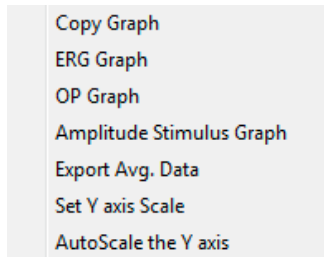 Copy Graph
ERG Graph
OP Graph
Amplitude Stimulus Graph
Export Avg. Data
Set Y axis Scale
AutoScale the Y axis